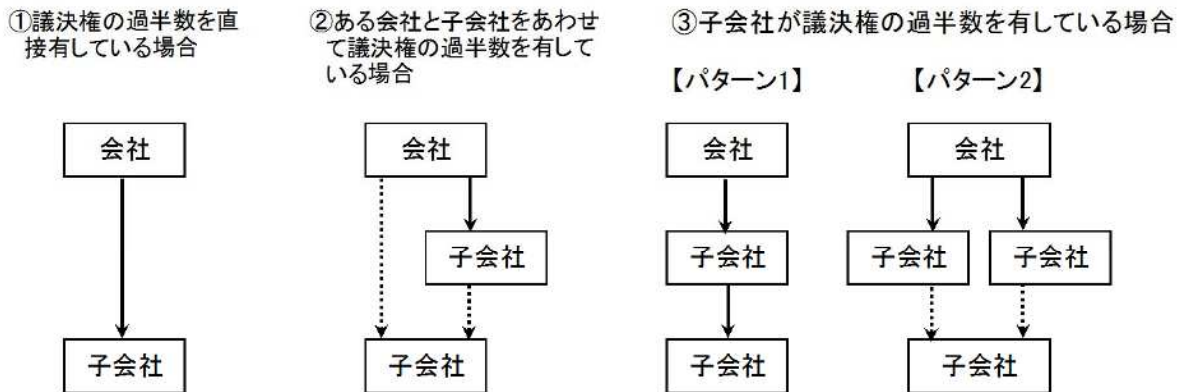 ①議決権の過半数を直
接有している場合
②ある会社と子会社をあわせ
て議決権の過半数を有して
いる場合
③子会社が議決権の過半数を有している場合
【パターン1】
【パターン2】
会社
会社
会社
会社
子会社
子会社
子会社
子会社
子会社
子会社
子会社
子会社